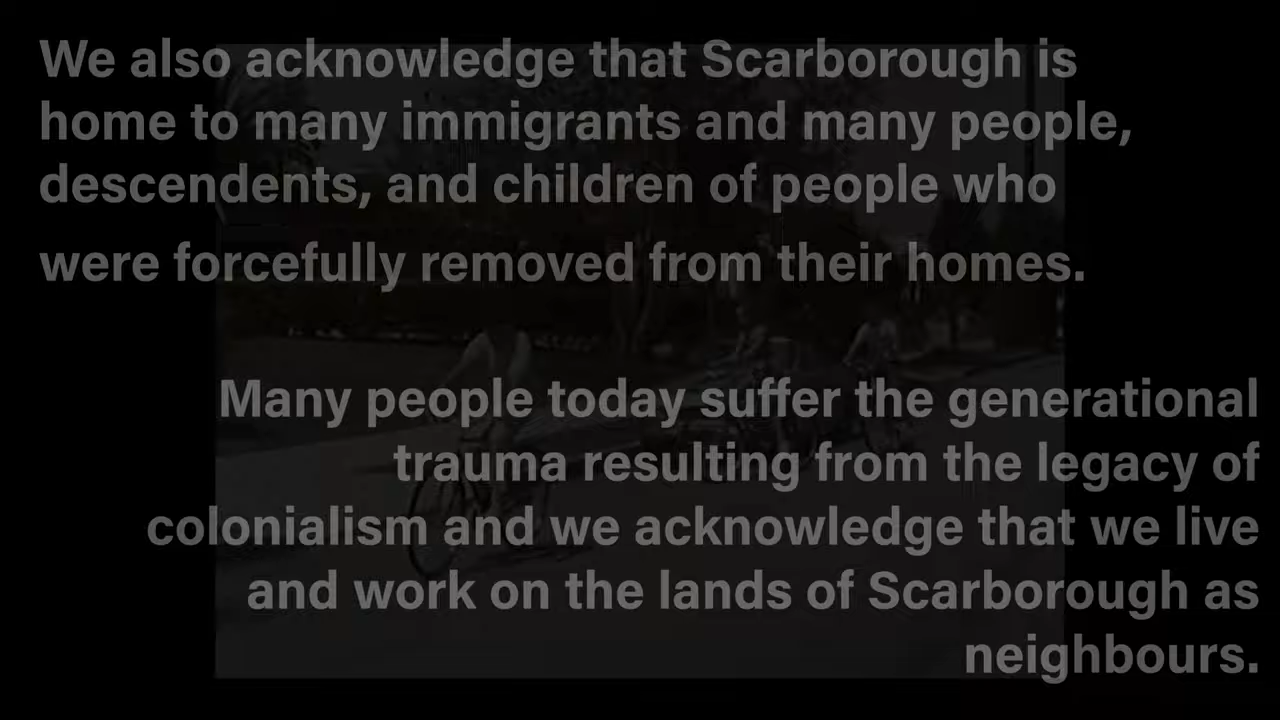 We also acknowledge that Scarborough is
home to many immigrants and many people,
descendents, and children of people who
were forcefully removed from their homes.
Many people today suffer the generational
trauma resulting from the legacy of
colonialism and we acknowledge that we live
and work on the lands of Scarborough as
neighbours.